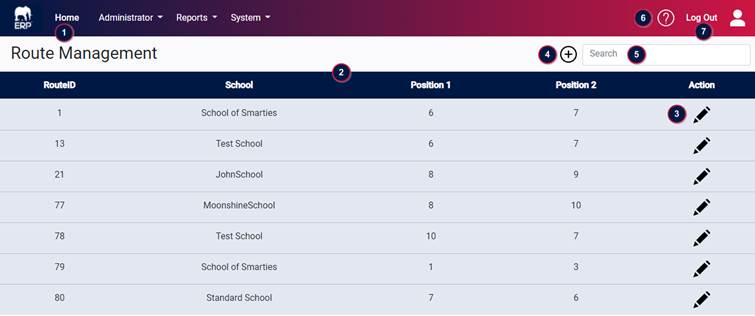 ERP Home Administrator Reports System 6 ? Log Out
1 7
Route Management 4 Search 5
2
RouteID School Position 1 Position 2 Action
1 School of Smarties 6 7 3
13 Test School 6 7
21 JohnSchool 8 9
77 MoonshineSchool 8 10
78 Test School 10 7
79 School of Smarties 1 3
80 Standard School 7 6